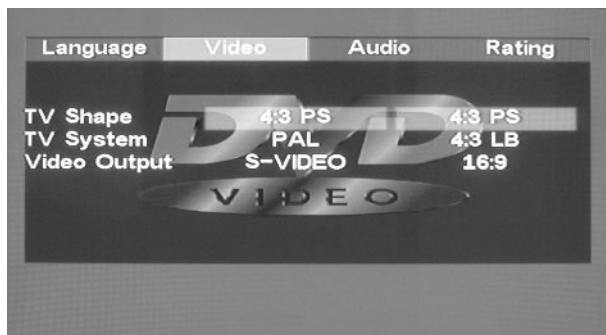 Language Video Audio Rating
TV Shape 4:3 PS 4:3 PS
TV System PAL 4:3 LB
Video Output S-VIDEO 16:9
VIDEO